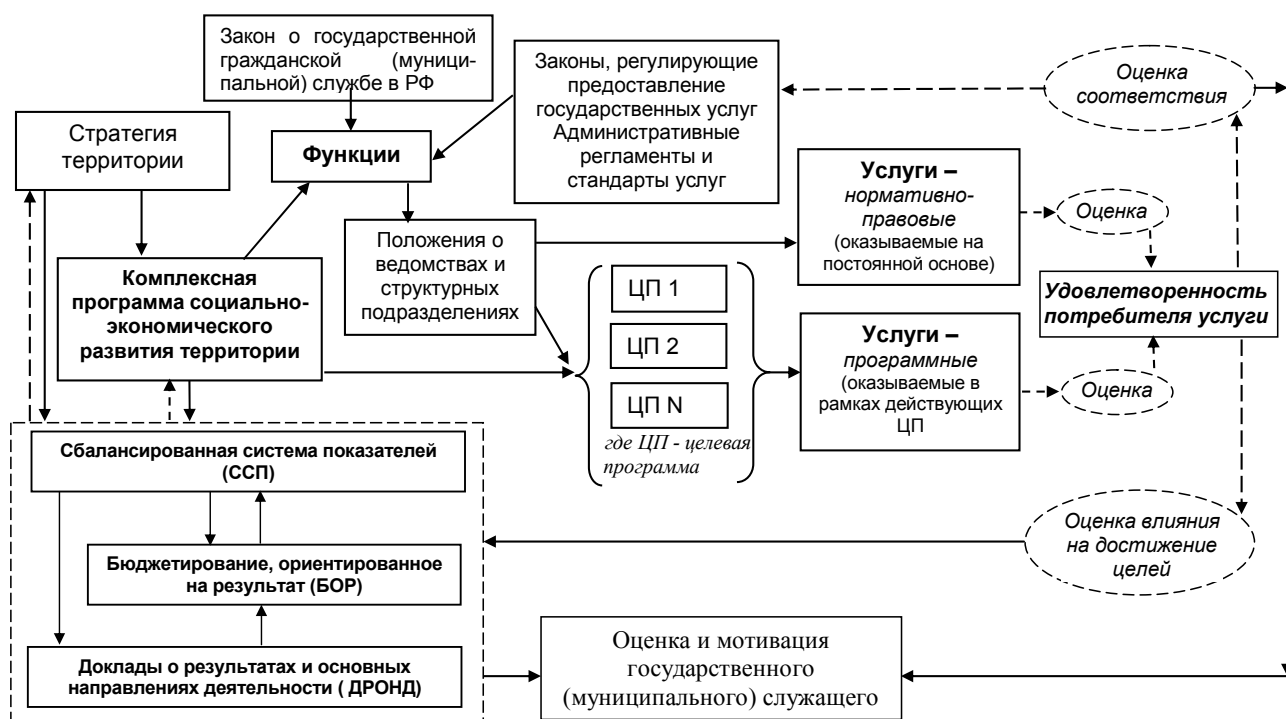 Закон о государственной
гражданской (муници-
пальной) службе в РФ
Законы, регулирующие
предоставление
государственных услуг
Административные
регламенты и
стандарты услуг
Оценка
соответствия
Стратегия
территории
Функции
Услуги –
нормативно-
правовые
(оказываемые на
постоянной основе)
Оценка
Положения о
ведомствах и
структурных
подразделениях
Комплексная
программа социально-
экономического
развития территории
ЦП 1
ЦП 2
ЦП N
где ЦП - целевая
программа
Удовлетворенность
потребителя услуги
Услуги –
программные
(оказываемые в
рамках действующих
ЦП
Оценка
Сбалансированная система показателей
(ССП)
Бюджетирование, ориентированное
на результат (БОР)
Доклады о результатах и основных
направлениях деятельности ( ДРОНД)
Оценка влияния
на достижение
целей
Оценка и мотивация
государственного
(муниципального) служащего